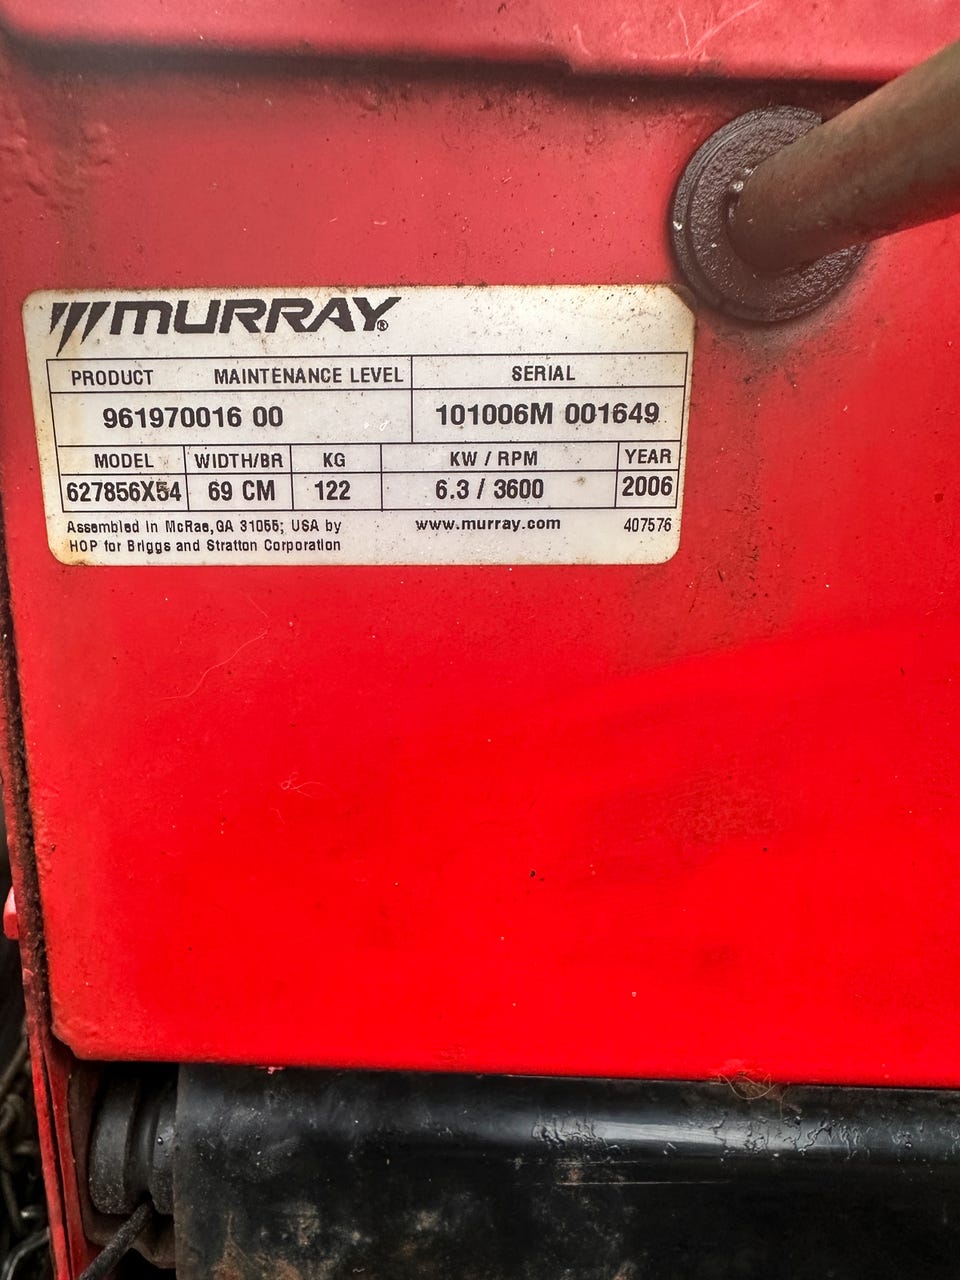 MURRAY®
PRODUCT MAINTENANCE LEVEL SERIAL
961970016 00 101006M 001649
MODEL WIDTH/BR KG KW / RPM YEAR
627856X54 69 CM 122 6.3 / 3600 2006
Assembled in McRae, GA 31055; USA by www.murray.com 407576
HOP for Briggs and Stratton Corporation